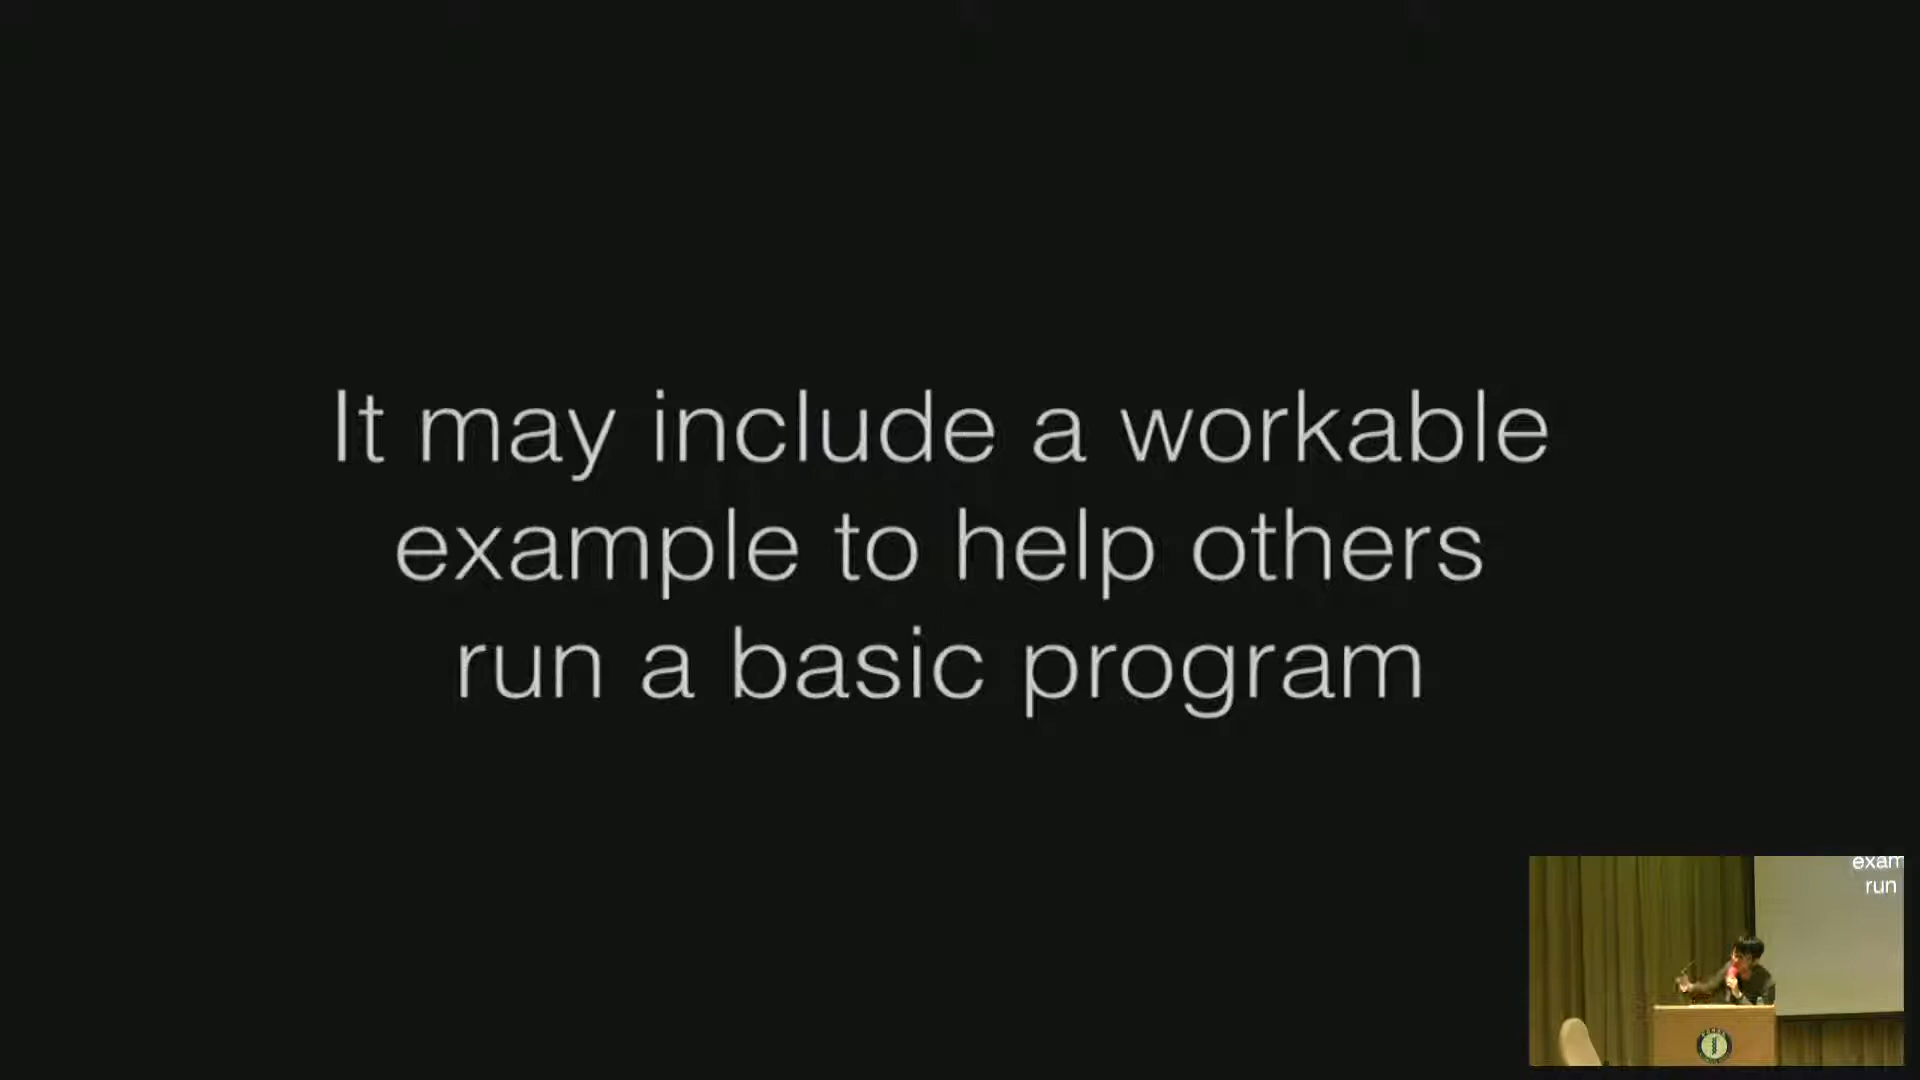 It may include a workable
example to help others
run a basic program
exam
run